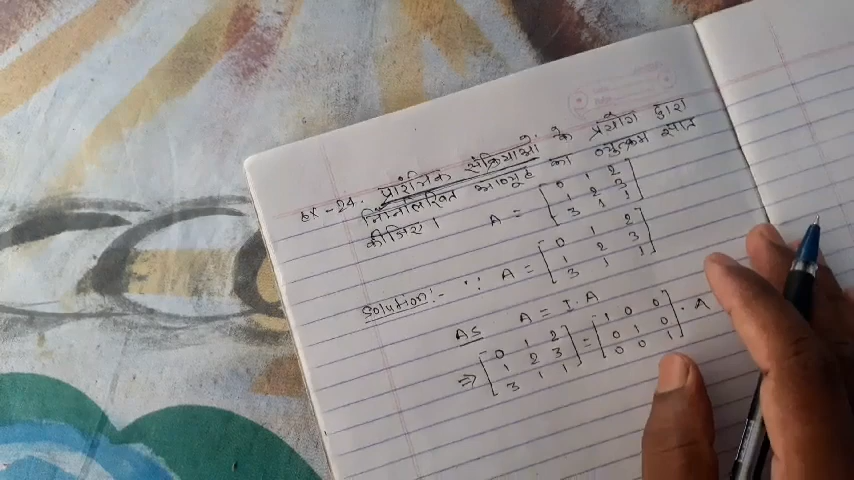 Ex-24. प्रारंभिक संक्रियाओं के प्रयोग द्वारा
निम्नलिखित आव्यूह का व्युत्क्रम ज्ञात
कीजिए। A = [0 1 2
1 2 3
3 1 1]
Solution:- ∵ A = [0 1 2
1 2 3
3 1 1]
AS A = I.A
⇒ [0 1 2
1 2 3
3 1 1] = [1 0 0
0 1 0
0 0 1] . A